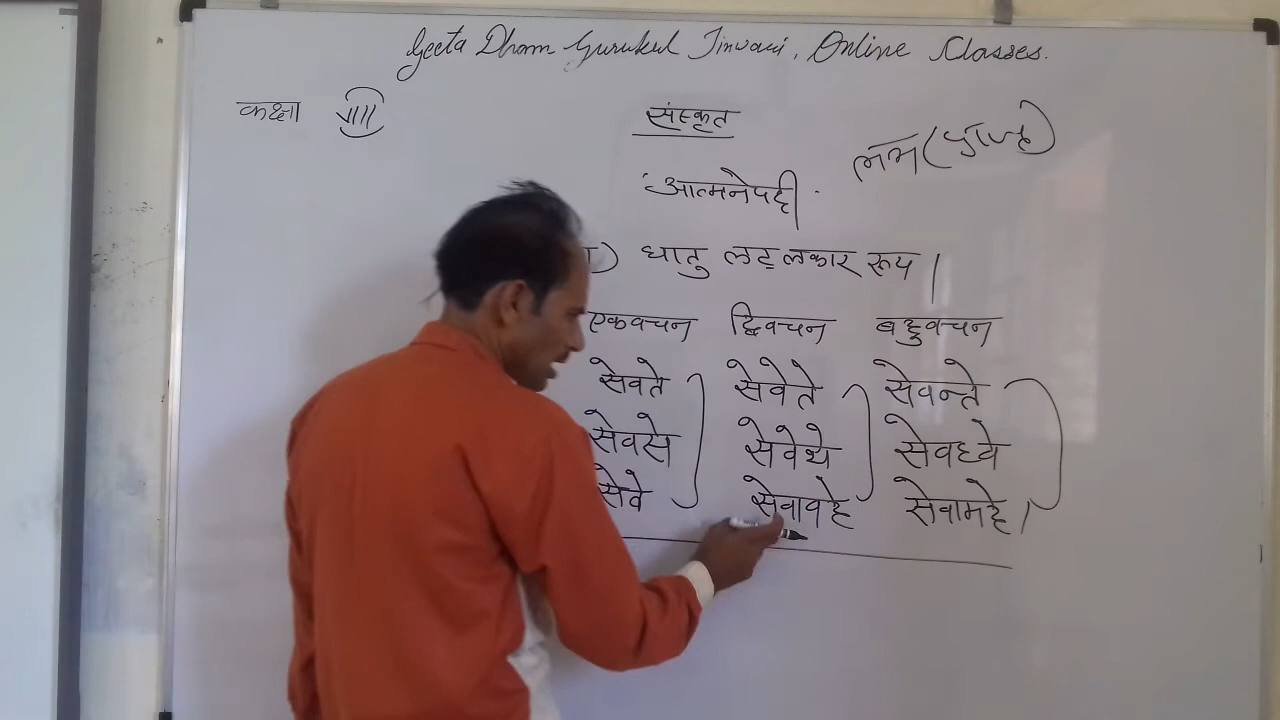 Geeta Dham Gurukul Jinwani, Online Classes.
कक्षा VIII
संस्कृत
लभ (पाना)
आत्मनेपदी
) धातु लट् लकार रूप।
एकवचन द्विवचन बहुवचन
सेवते सेवेते सेवन्ते
सेवसे सेवेथे सेवध्वे
सेवे सेवावहे सेवामहे।